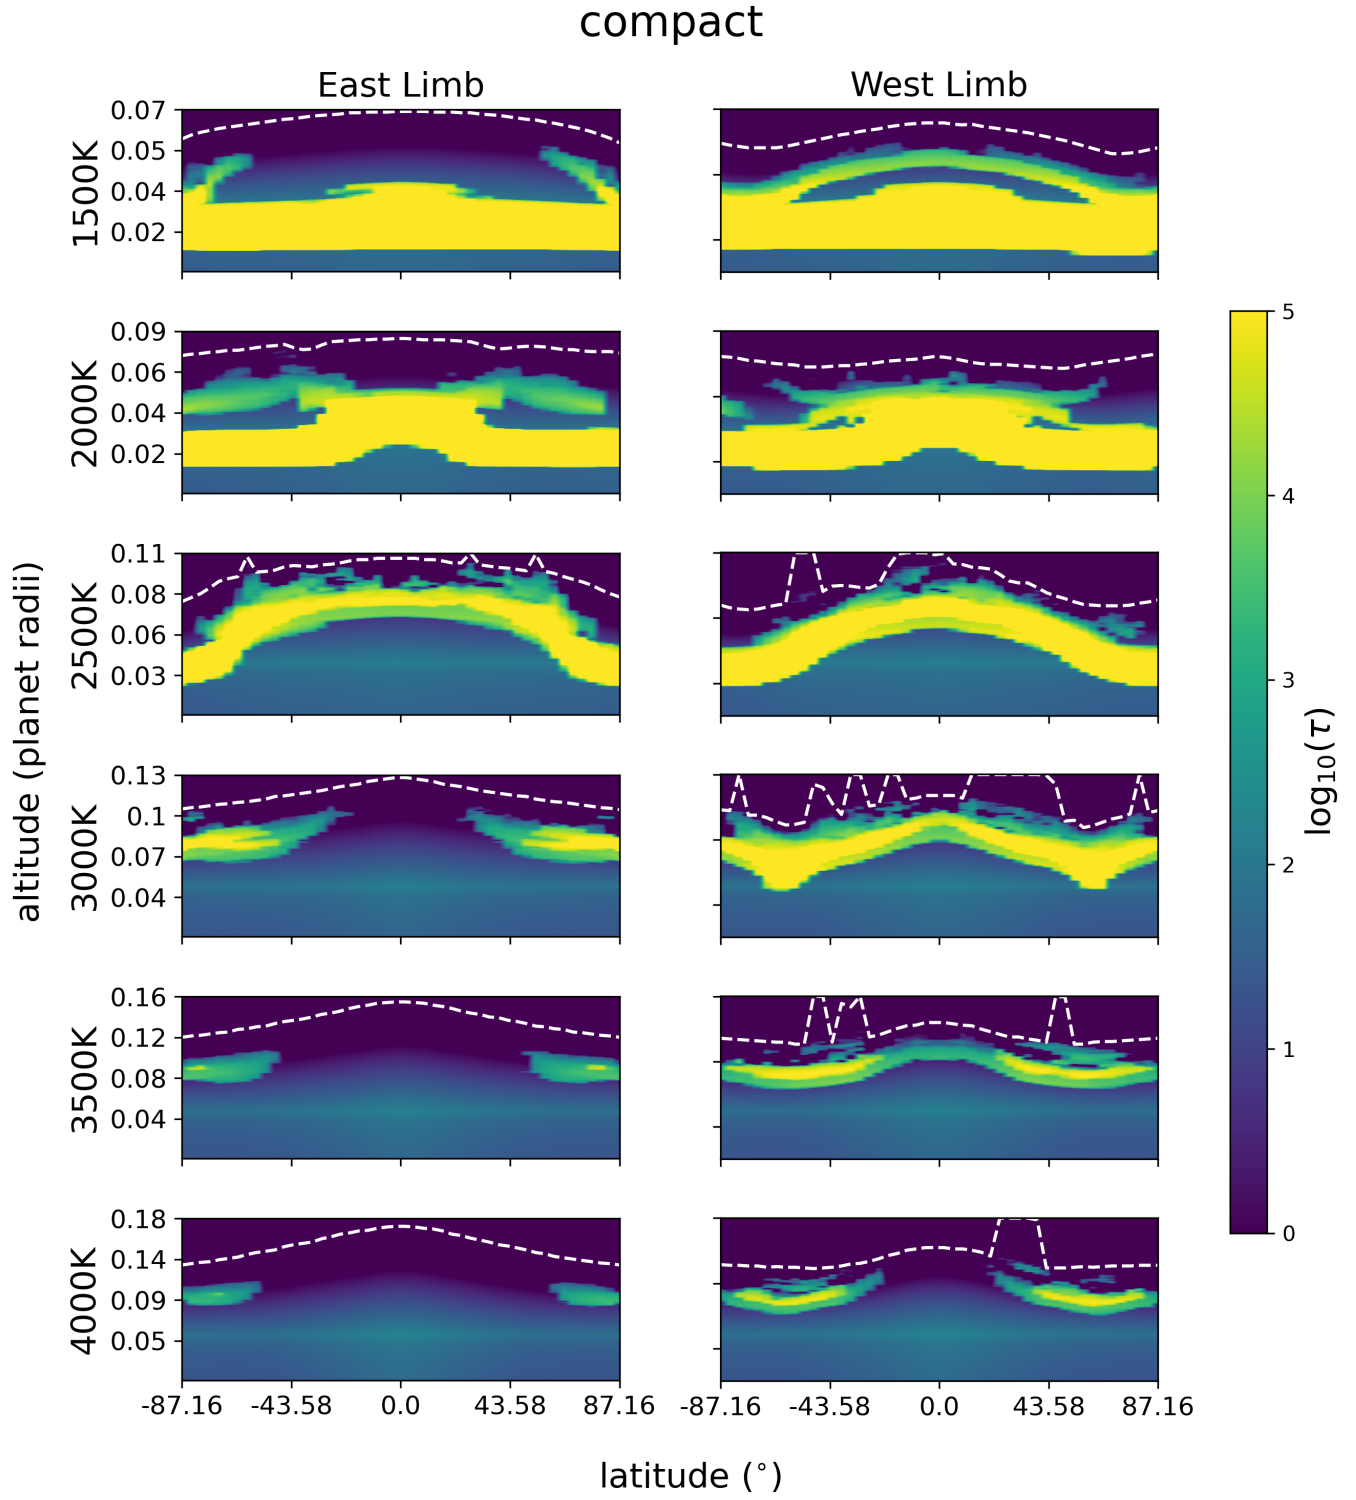 compact
East Limb West Limb
1500K
0.07
0.05
0.04
0.02
2000K
0.09
0.06
0.04
0.02
2500K
0.11
0.08
0.06
0.03
3000K
0.13
0.1
0.07
0.04
3500K
0.16
0.12
0.08
0.04
4000K
0.18
0.14
0.09
0.05
altitude (planet radii)
-87.16 -43.58 0.0 43.58 87.16 -87.16 -43.58 0.0 43.58 87.16
latitude (°)
5
4
3
2
1
0
log₁₀(τ)